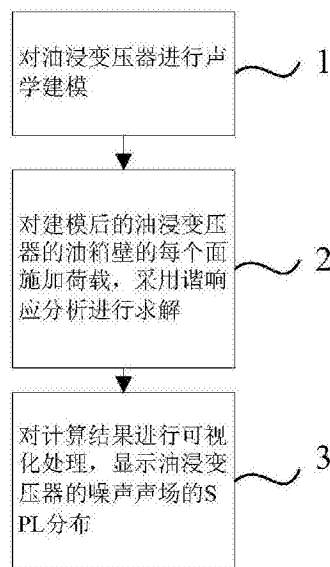 对油浸变压器进行声
学建模
1
对建模后的油浸变压
器的油箱壁的每个面
施加荷载，采用谐响
应分析进行求解
2
对计算结果进行可视
化处理，显示油浸变
压器的噪声声场的S
PL分布
3